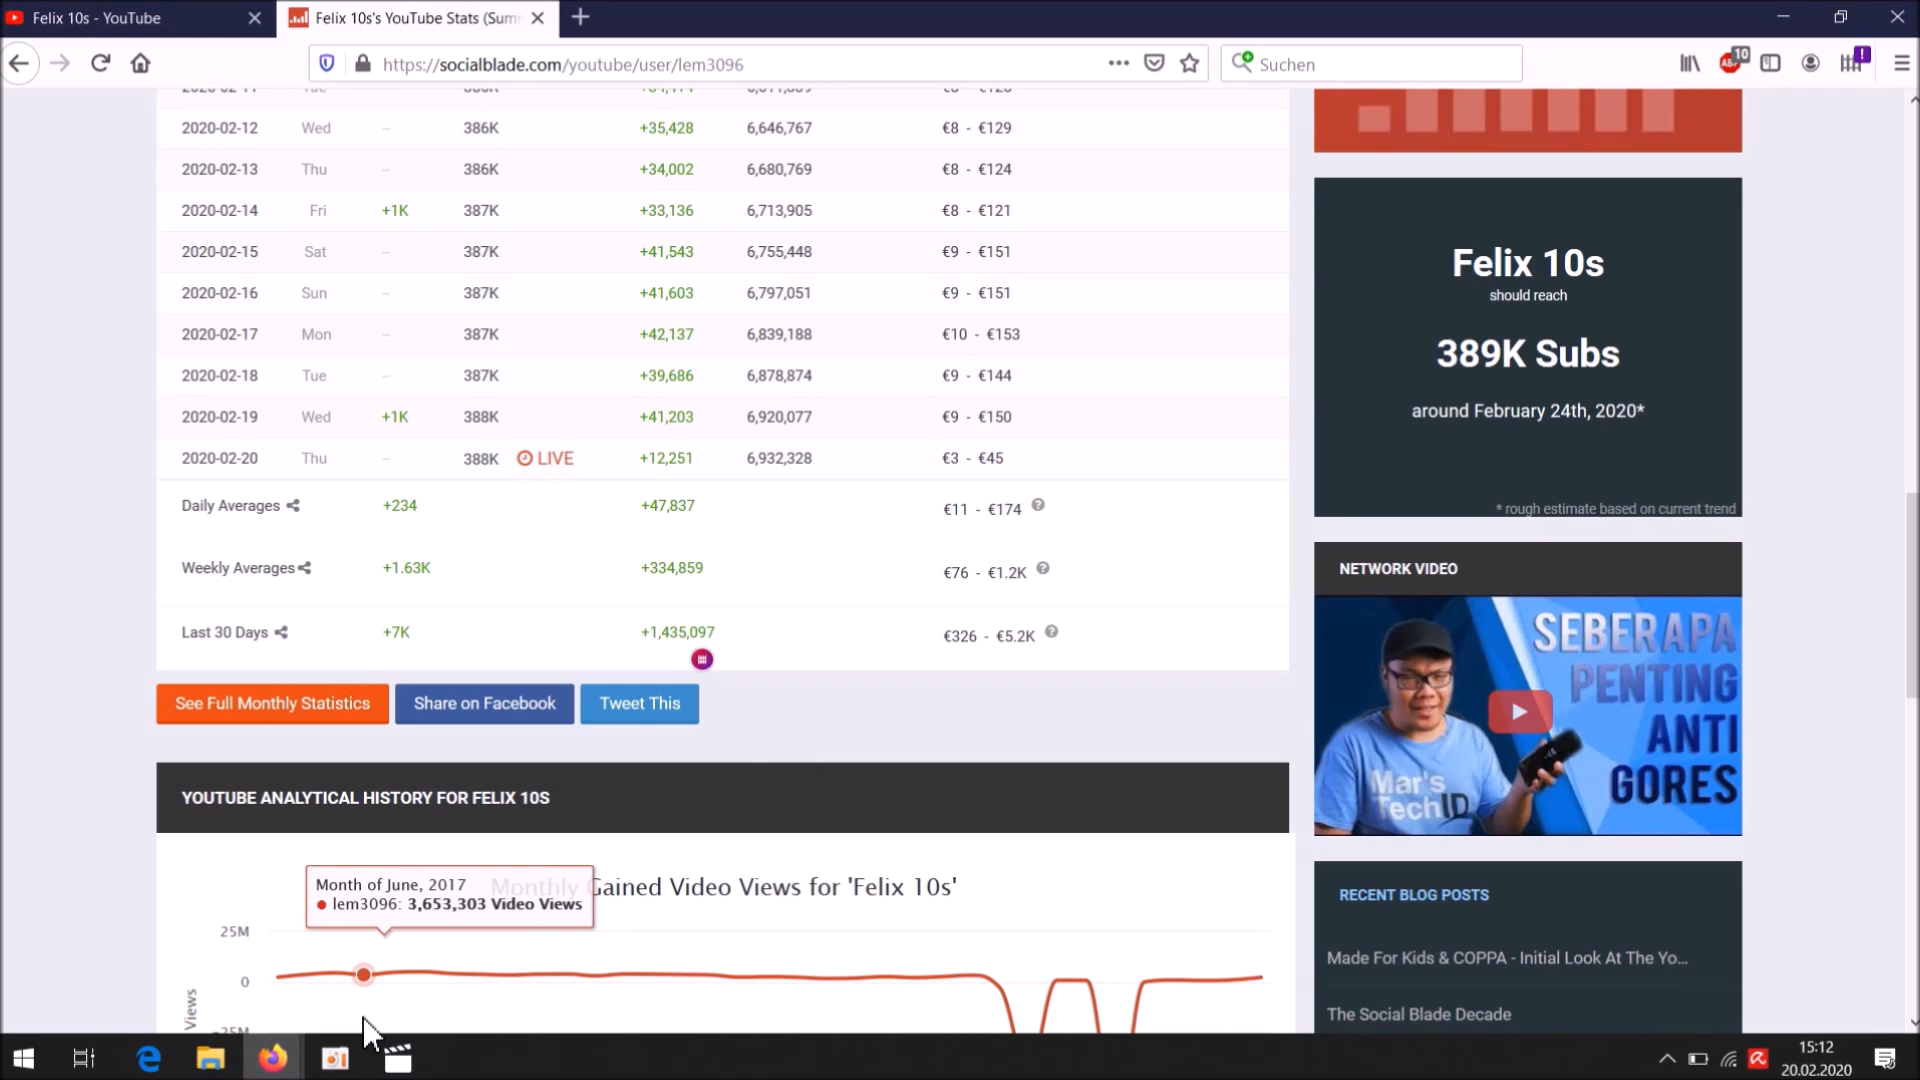 Felix 10s - YouTube
Felix 10s's YouTube Stats (Sum
https://socialblade.com/youtube/user/lem3096
Suchen
ABP
10
2020-02-12 Wed -- 386K +35,428 6,646,767 €8 - €129
2020-02-13 Thu -- 386K +34,002 6,680,769 €8 - €124
2020-02-14 Fri +1K 387K +33,136 6,713,905 €8 - €121
2020-02-15 Sat -- 387K +41,543 6,755,448 €9 - €151
2020-02-16 Sun -- 387K +41,603 6,797,051 €9 - €151
2020-02-17 Mon -- 387K +42,137 6,839,188 €10 - €153
2020-02-18 Tue -- 387K +39,686 6,878,874 €9 - €144
2020-02-19 Wed +1K 388K +41,203 6,920,077 €9 - €150
2020-02-20 Thu -- 388K LIVE +12,251 6,932,328 €3 - €45
Daily Averages +234 +47,837 €11 - €174
Weekly Averages +1.63K +334,859 €76 - €1.2K
Last 30 Days +7K +1,435,097 €326 - €5.2K
See Full Monthly Statistics
Share on Facebook
Tweet This
YOUTUBE ANALYTICAL HISTORY FOR FELIX 10S
Monthly Gained Video Views for 'Felix 10s'
Month of June, 2017
lem3096: 3,653,303 Video Views
25M
0
-25M
Views
Felix 10s
should reach
389K Subs
around February 24th, 2020*
* rough estimate based on current trend
NETWORK VIDEO
SEBERAPA
PENTING
ANTI
GORES
Mar's
TechID
RECENT BLOG POSTS
Made For Kids & COPPA - Initial Look At The Yo...
The Social Blade Decade
15:12
20.02.2020